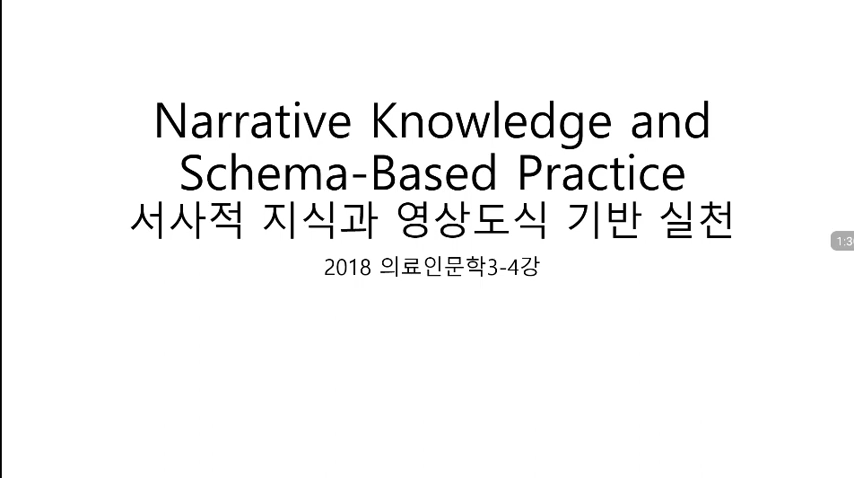 Narrative Knowledge and
Schema-Based Practice
서사적 지식과 영상도식 기반 실천
2018 의료인문학3-4강